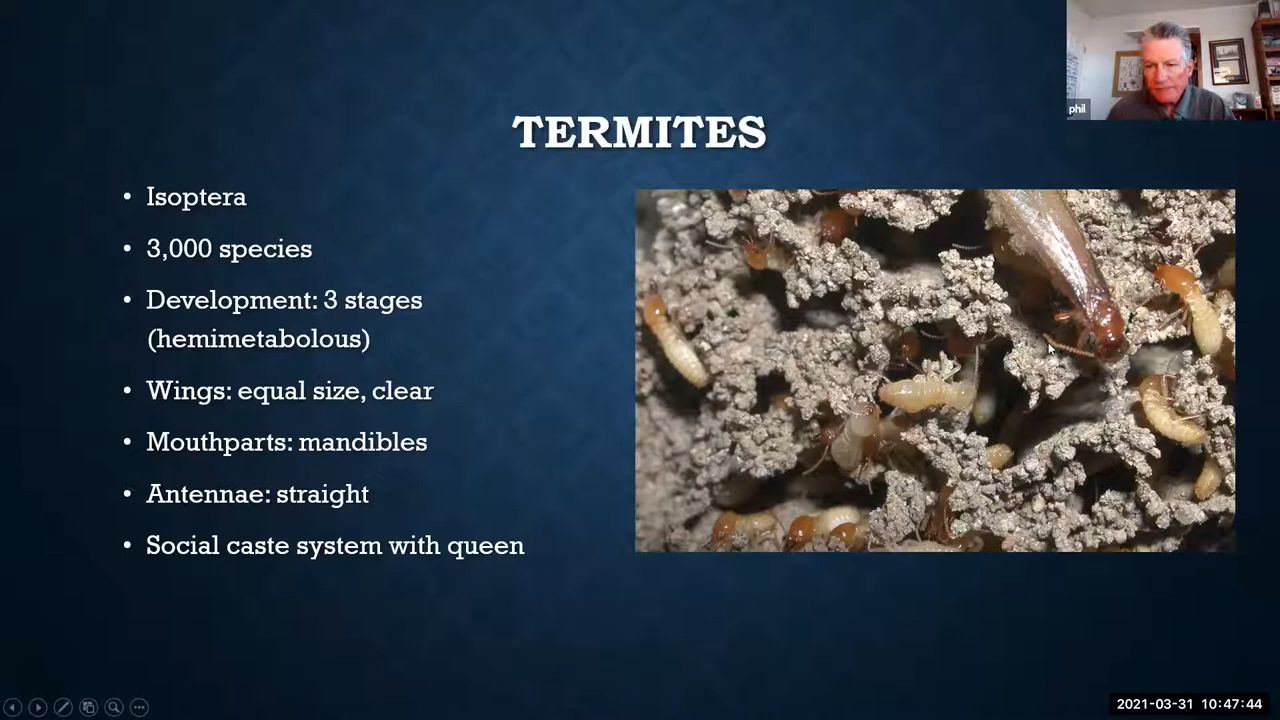 phil
TERMITES
• Isoptera
• 3,000 species
• Development: 3 stages
(hemimetabolous)
• Wings: equal size, clear
• Mouthparts: mandibles
• Antennae: straight
• Social caste system with queen
2021-03-31 10:47:44